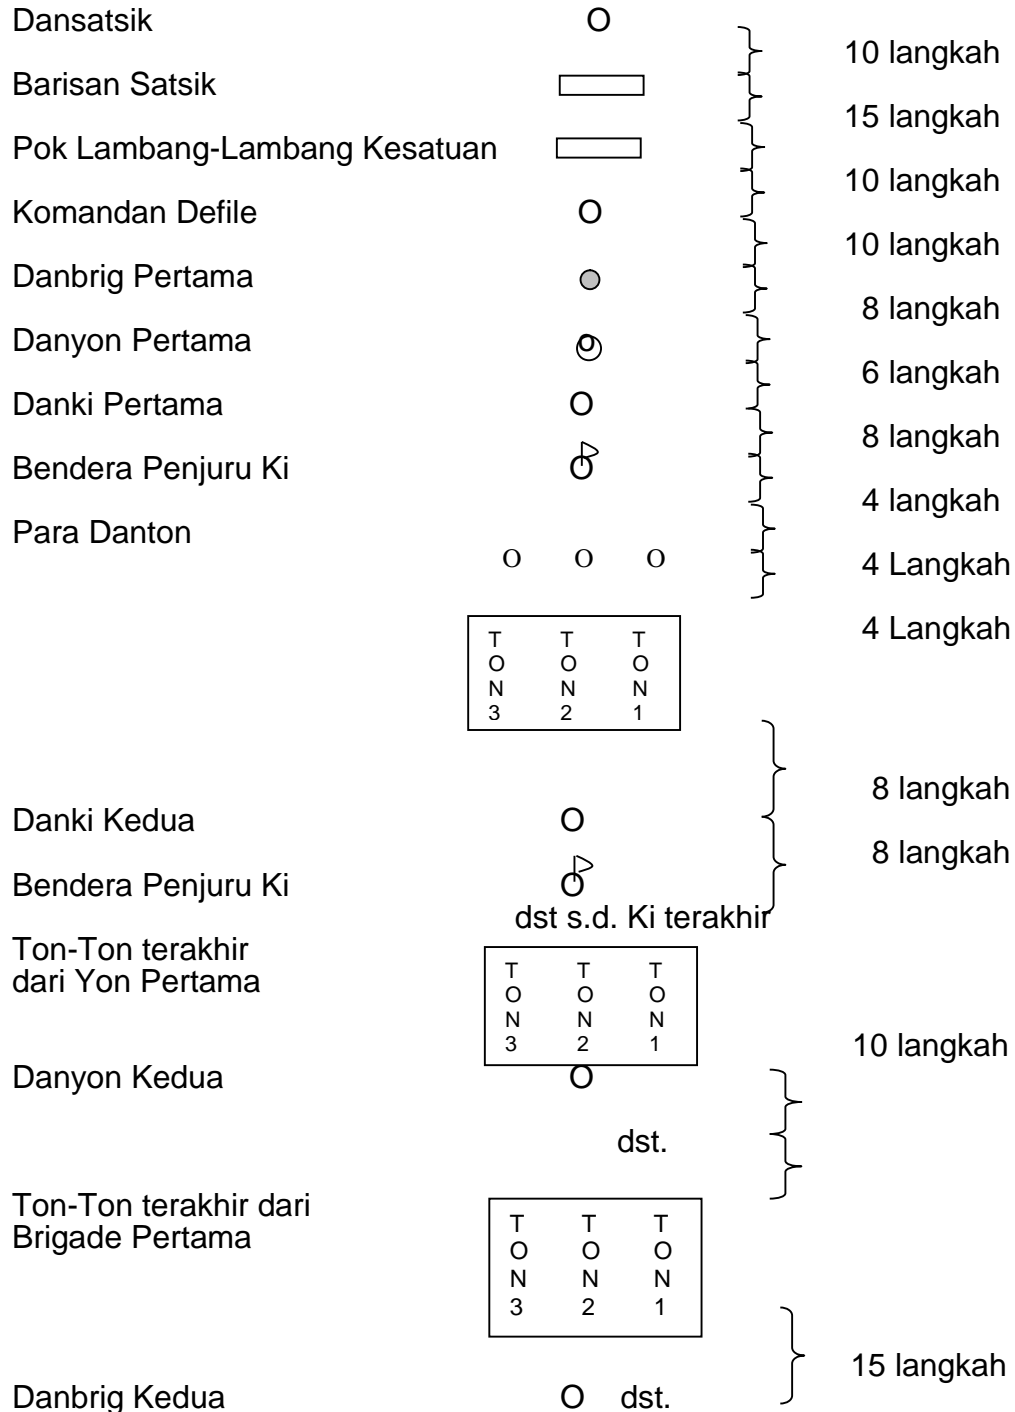 Dansatsik O
10 langkah
Barisan Satsik
15 langkah
Pok Lambang-Lambang Kesatuan
10 langkah
Komandan Defile O
10 langkah
Danbrig Pertama
8 langkah
Danyon Pertama o
6 langkah
Danki Pertama O
8 langkah
Bendera Penjuru Ki O
4 langkah
Para Danton
O O O
4 Langkah
4 Langkah
T T T
O O O
N N N
3 2 1
8 langkah
Danki Kedua O
8 langkah
Bendera Penjuru Ki O
dst s.d. Ki terakhir
Ton-Ton terakhir
dari Yon Pertama
T T T
O O O
N N N
3 2 1
10 langkah
Danyon Kedua O
dst.
Ton-Ton terakhir dari
Brigade Pertama
T T T
O O O
N N N
3 2 1
15 langkah
Danbrig Kedua O dst.